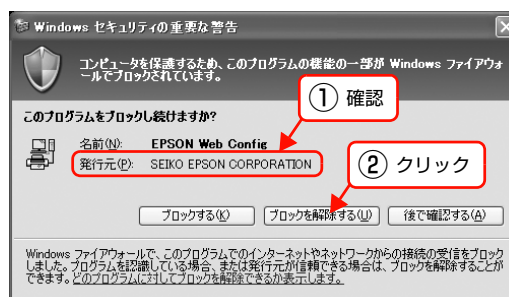 Windows セキュリティの重要な警告
コンピュータを保護するため、このプログラムの機能の一部が Windows ファイアウォ
ールでブロックされています。
① 確認
このプログラムをブロックし続けますか?
名前(N): EPSON Web Config
発行元(P): SEIKO EPSON CORPORATION
② クリック
ブロックする(K) ブロックを解除する(U) 後で確認する(A)
Windows ファイアウォールで、このプログラムでのインターネットやネットワークからの接続の受信をブロック
しました。プログラムを認識している場合、または発行元が信頼できる場合は、ブロックを解除することが
できます。どのプログラムに対してブロックを解除できるか表示します。